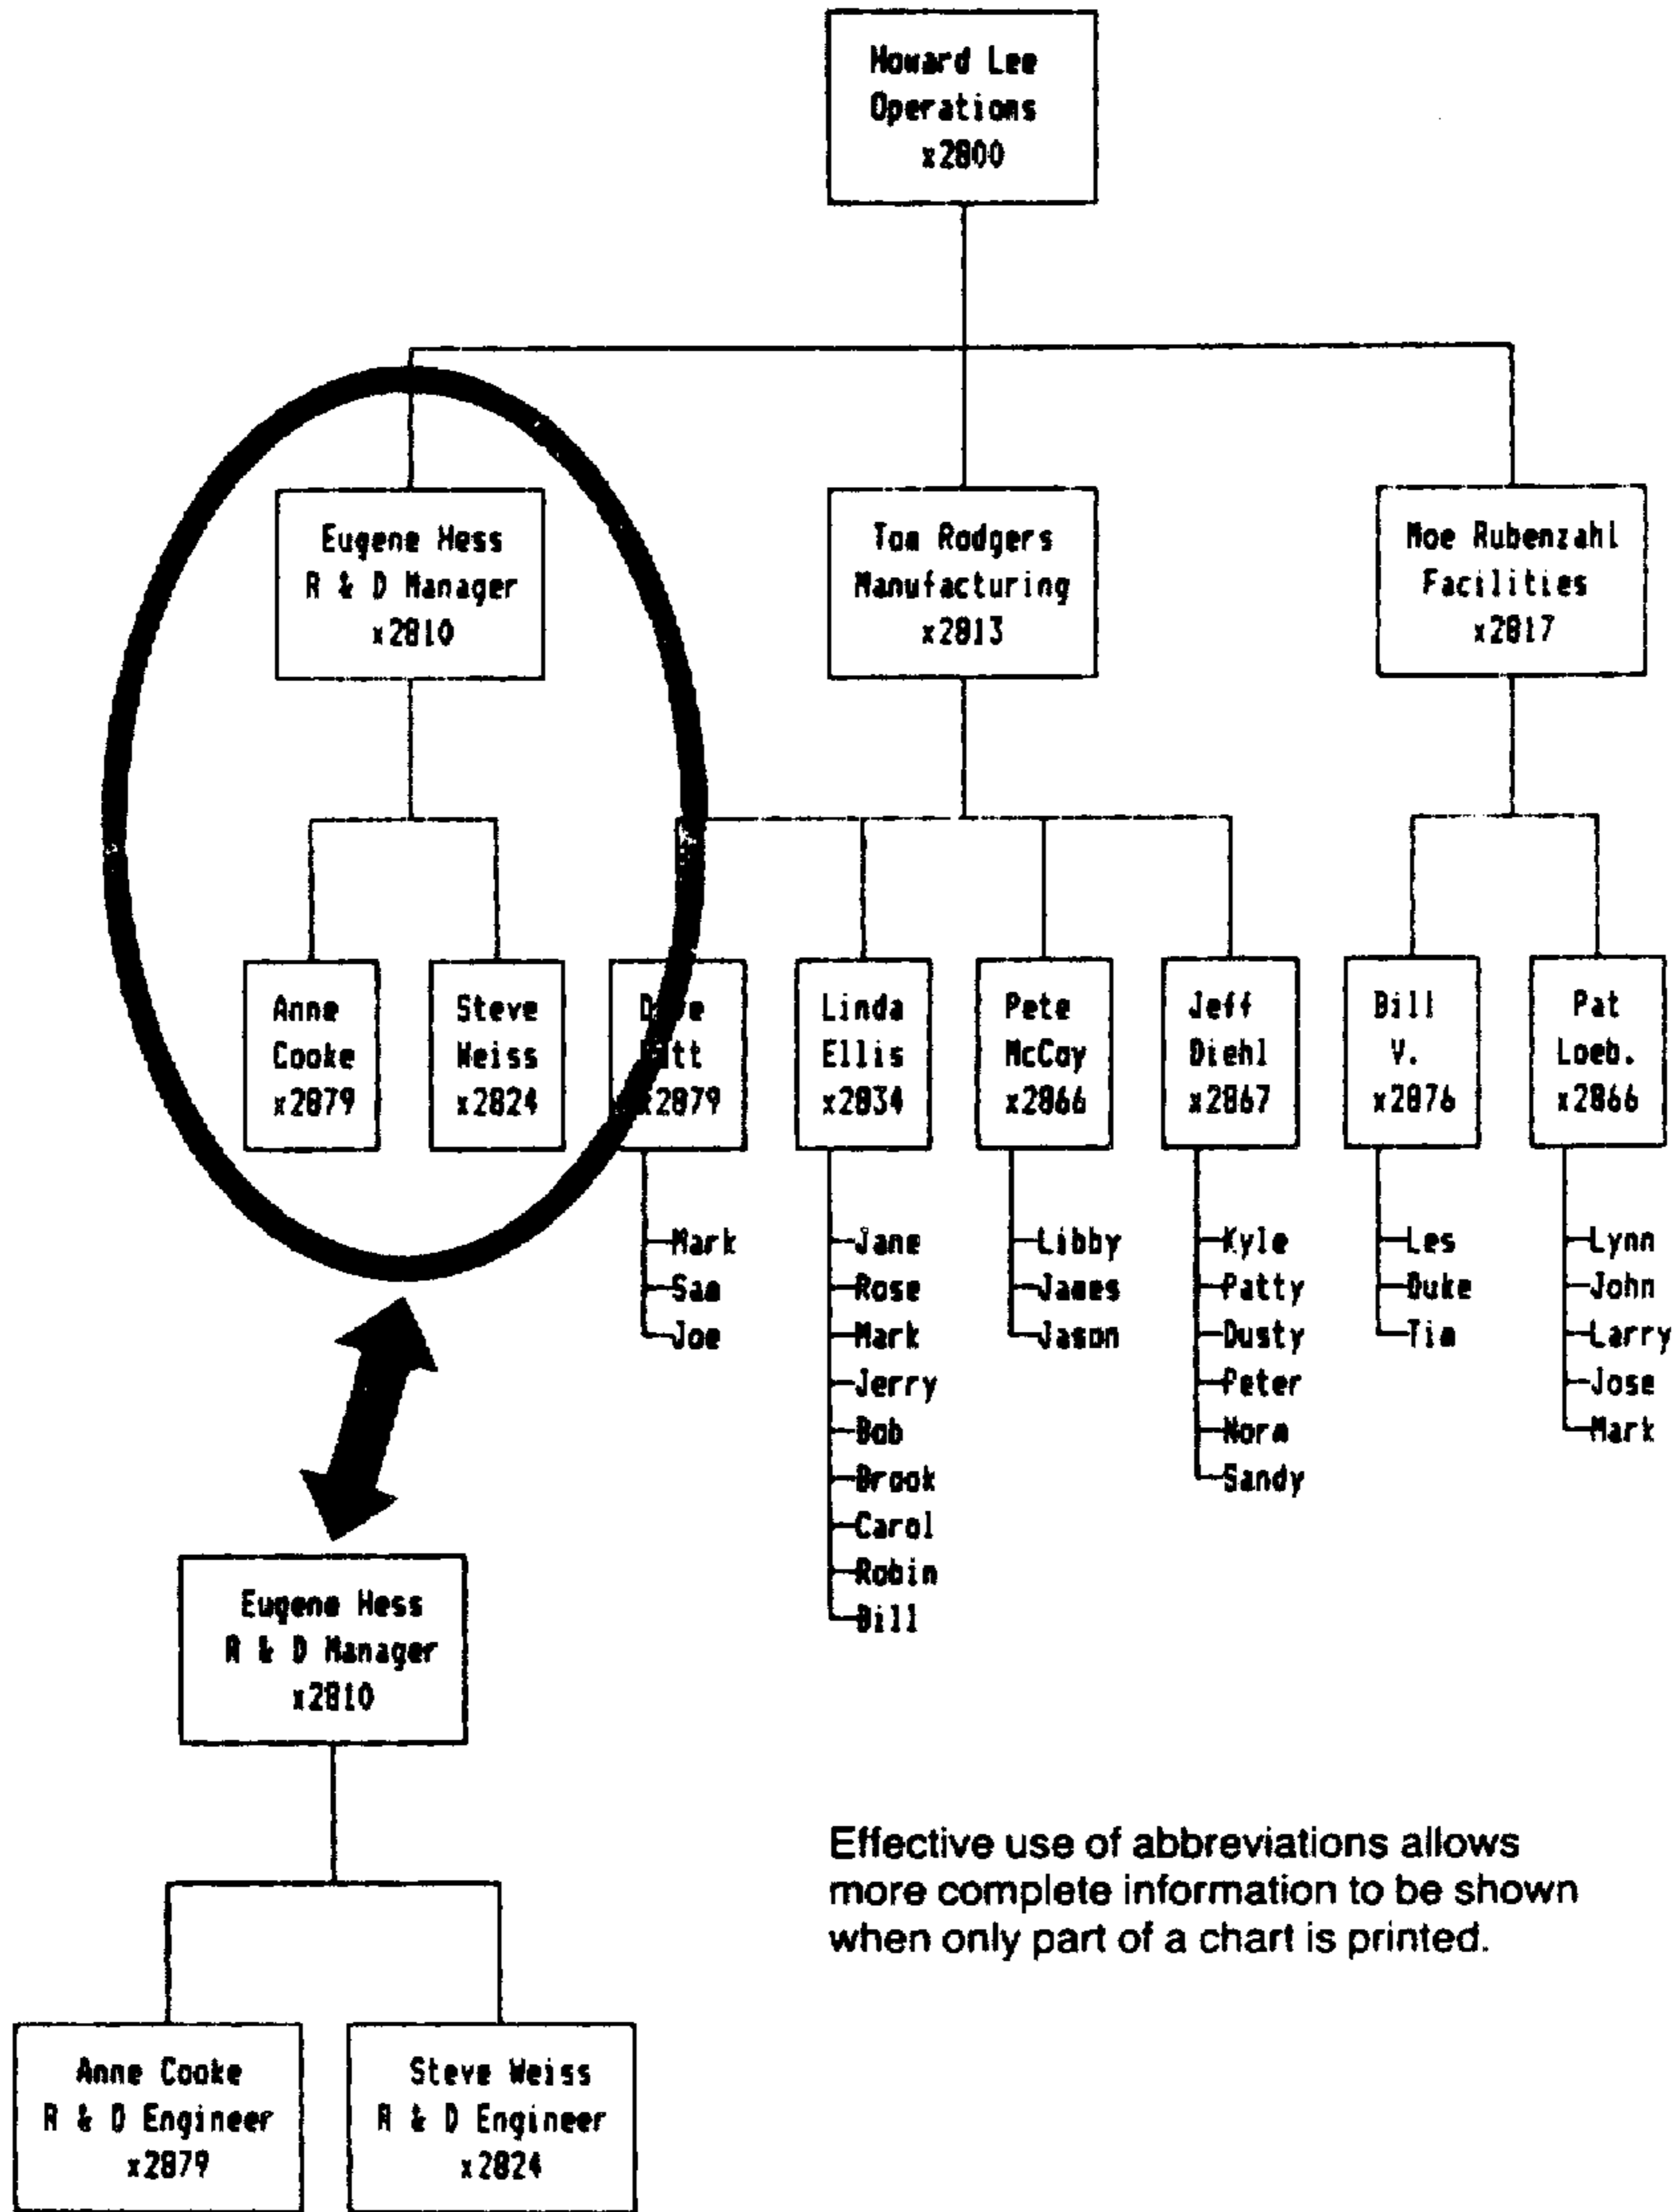 Howard Lee
Operations
x2800
Eugene Hess
R & D Manager
x2810
Tom Rodgers
Manufacturing
x2813
Moe Rubenzahl
Facilities
x2817
Anne
Cooke
x2879
Steve
Weiss
x2824
x2879
Linda
Ellis
x2834
Pete
McCoy
x2866
Jeff
Diehl
x2867
Bill
V.
x2876
Pat
Loeb.
x2866
Mark
Sam
Joe
Jane
Rose
Mark
Jerry
Bob
Brook
Carol
Robin
Bill
Libby
James
Jason
Kyle
Patty
Dusty
Peter
Norm
Sandy
Les
Duke
Tim
Lynn
John
Larry
Jose
Mark
Eugene Hess
R & D Manager
x2810
Anne Cooke
R & D Engineer
x2879
Steve Weiss
R & D Engineer
x2824
Effective use of abbreviations allows
more complete information to be shown
when only part of a chart is printed.